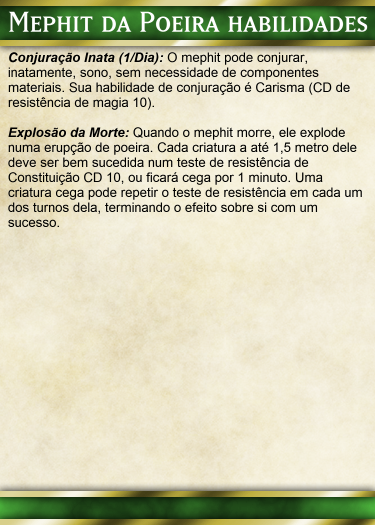 Mephit da Poeira habilidades
Conjuração Inata (1/Dia): O mephit pode conjurar,
inatamente, sono, sem necessidade de componentes
materiais. Sua habilidade de conjuração é Carisma (CD de
resistência de magia 10).
Explosão da Morte: Quando o mephit morre, ele explode
numa erupção de poeira. Cada criatura a até 1,5 metro dele
deve ser bem sucedida num teste de resistência de
Constituição CD 10, ou ficará cega por 1 minuto. Uma
criatura cega pode repetir o teste de resistência em cada um
dos turnos dela, terminando o efeito sobre si com um
sucesso.